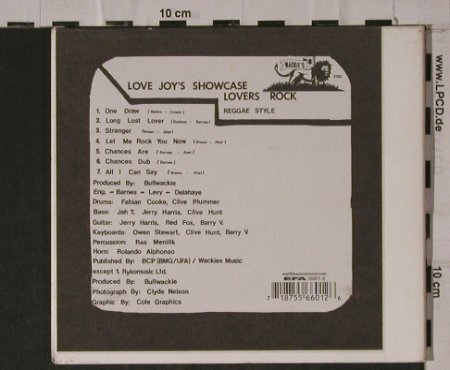 10 cm
www.LPCD.de
WACKIE'S
LOVE JOY'S SHOWCASE
LOVERS ROCK
REGGAE STYLE
1. One Draw
2. Long Lost Lover
3. Stranger
4. Let Me Rock You Now
5. Chances Are
6. Chances Dub
7. All I Can Say
Produced By: Bullwackie
Eng. - Barnes - Levy - Delahaye
Drums: Fabian Cooke, Clive Plummer
Bass: Jah T, Jerry Harris, Clive Hunt
Guitar: Jerry Harris, Red Fox, Barry V.
Keyboards: Owen Stewart, Clive Hunt, Barry V.
Percussion: Ras Menilik
Horn: Rolando Alphonso
Published By: BCP (BMG/UFA) / Wackies Music
except 1. Rykomusic Ltd.
Produced By: Bullwackie
Photograph By: Clyde Nelson
Graphic By: Cole Graphics
EFA
7 18755 66012 6
10 cm